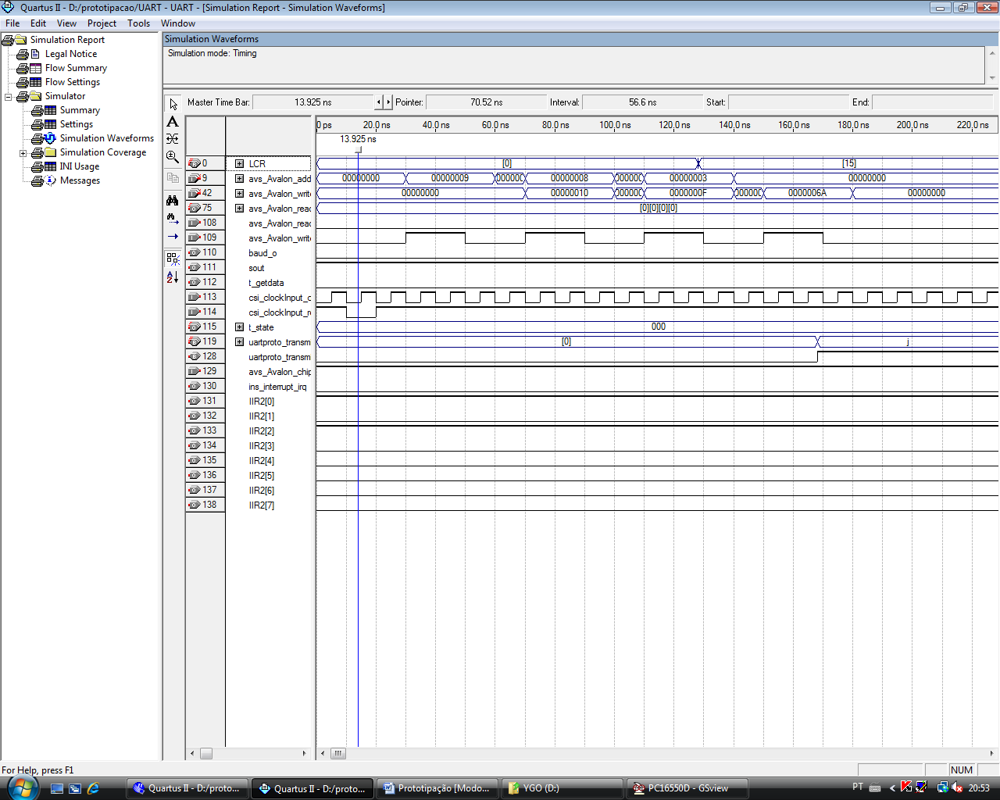 Quartus II - D:/prototipacao/UART - UART - [Simulation Report - Simulation Waveforms]
File Edit View Project Tools Window
Simulation Report
Legal Notice
Flow Summary
Flow Settings
Simulator
Summary
Settings
Simulation Waveforms
Simulation Coverage
INI Usage
Messages
Simulation Waveforms
Simulation mode: Timing
Master Time Bar: 13.925 ns Pointer: 70.52 ns Interval: 56.6 ns Start: End:
0 ps 20.0 ns 40.0 ns 60.0 ns 80.0 ns 100.0 ns 120.0 ns 140.0 ns 160.0 ns 180.0 ns 200.0 ns 220.0 ns
13.925 ns
0 LCR [0] [15]
9 avs_Avalon_add 00000000 00000009 00000008 00000003 00000000
42 avs_Avalon_write 00000000 00000010 0000000F 0000006A 00000000
75 avs_Avalon_read [0][0][0][0]
108 avs_Avalon_read
109 avs_Avalon_write
110 baud_o
111 sout
112 t_getdata
113 csi_clockInput_c
114 csi_clockInput_r
115 t_state 000
119 uartproto_transm [0] j
128 uartproto_transm
129 avs_Avalon_chip
130 ins_interrupt_irq
131 IIR2[0]
132 IIR2[1]
133 IIR2[2]
134 IIR2[3]
135 IIR2[4]
136 IIR2[5]
137 IIR2[6]
138 IIR2[7]
For Help, press F1
NUM
Quartus II - D:/proto... Quartus II - D:/proto... Prototipação [Modo... YGO (D:) PC16550D - GSview PT 20:53